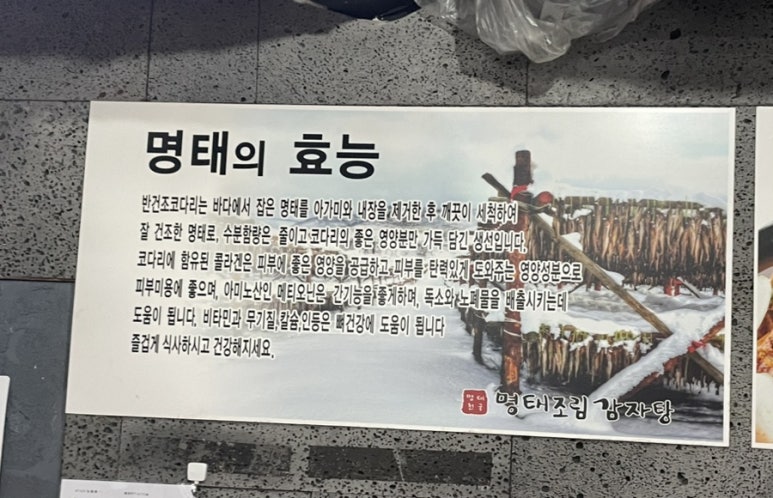 명태의 효능
반건조코다리는 바다에서 잡은 명태를 아가미와 내장을 제거한 후 깨끗이 세척하여
잘 건조한 명태로, 수분함량은 줄이고 코다리의 좋은 영양분만 가득 담긴 생선입니다.
코다리에 함유된 콜라겐은 피부에 좋은 영양을 공급하고, 피부를 탄력있게 도와주는 영양성분으로
피부미용에 좋으며, 아미노산인 메티오닌은 간기능을 좋게하며, 독소와 노폐물을 배출시키는데
도움이 됩니다. 비타민과 무기질, 칼슘,인등은 뼈건강에 도움이 됩니다
즐겁게 식사하시고 건강해지세요.
명태조림 감자탕